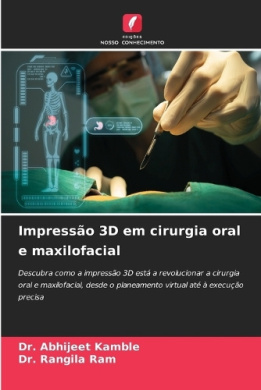 edições
NOSSO CONHECIMENTO
Impressão 3D em cirurgia oral
e maxilofacial
Descubra como a impressão 3D está a revolucionar a cirurgia
oral e maxilofacial, desde o planeamento virtual até à execução
precisa
Dr. Abhijeet Kamble
Dr. Rangila Ram